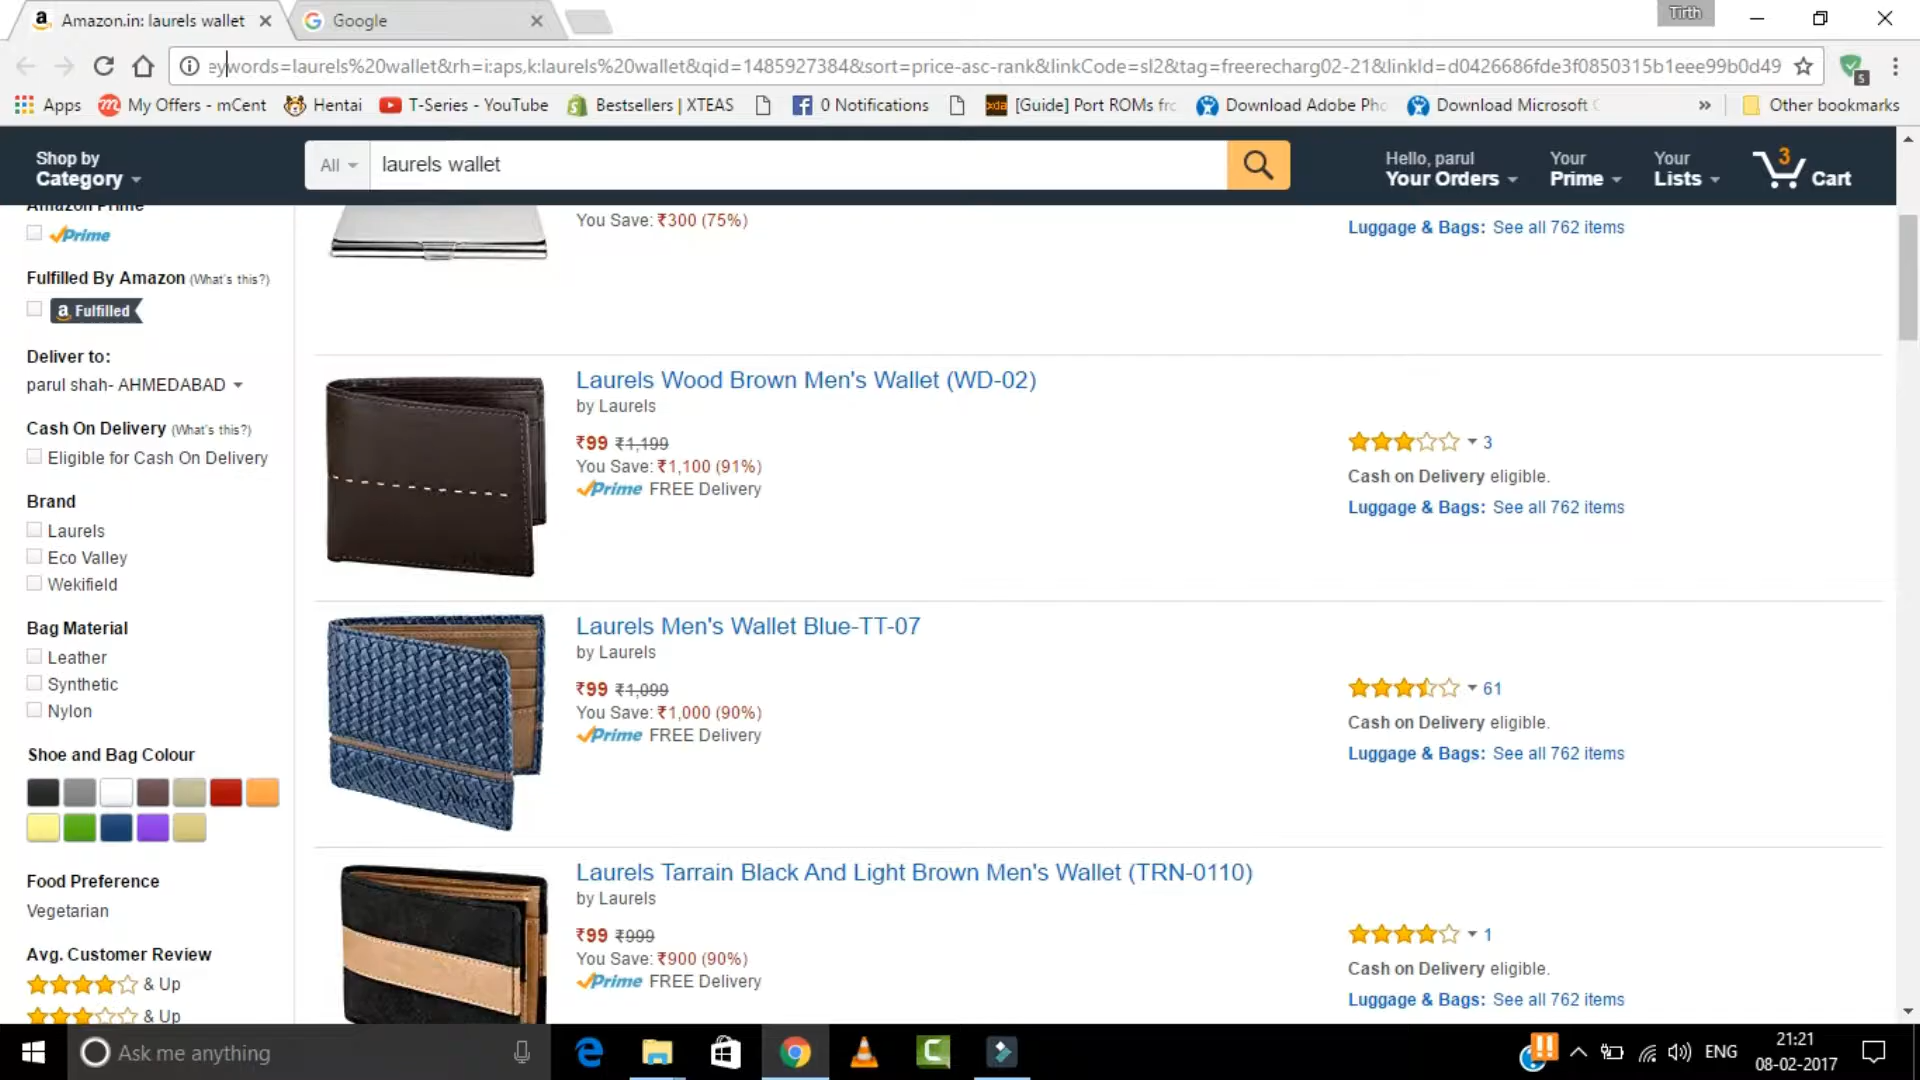 Amazon.in: laurels wallet
Google
Tirth
eywords=laurels%20wallet&rh=i:aps,k:laurels%20wallet&qid=1485927384&sort=price-asc-rank&linkCode=sl2&tag=freerecharg02-21&linkId=d0426686fde3f0850315b1eee99b0d49
5
Apps
My Offers - mCent
Hentai
T-Series - YouTube
Bestsellers | XTEAS
0 Notifications
[Guide] Port ROMs frc
Download Adobe Pho
Download Microsoft
»
Other bookmarks
Shop by
Category
All
laurels wallet
Hello, parul
Your Orders
Your
Prime
Your
Lists
3
Cart
Amazon Prime
Prime
Fulfilled By Amazon (What's this?)
a Fulfilled
Deliver to:
parul shah- AHMEDABAD
Cash On Delivery (What's this?)
Eligible for Cash On Delivery
Brand
Laurels
Eco Valley
Wekifield
Bag Material
Leather
Synthetic
Nylon
Shoe and Bag Colour
Food Preference
Vegetarian
Avg. Customer Review
& Up
& Up
You Save: ₹300 (75%)
Luggage & Bags: See all 762 items
Laurels Wood Brown Men's Wallet (WD-02)
by Laurels
₹99 ₹1,199
You Save: ₹1,100 (91%)
Prime FREE Delivery
3
Cash on Delivery eligible.
Luggage & Bags: See all 762 items
Laurels Men's Wallet Blue-TT-07
by Laurels
₹99 ₹1,099
You Save: ₹1,000 (90%)
Prime FREE Delivery
61
Cash on Delivery eligible.
Luggage & Bags: See all 762 items
Laurels Tarrain Black And Light Brown Men's Wallet (TRN-0110)
by Laurels
₹99 ₹999
You Save: ₹900 (90%)
Prime FREE Delivery
1
Cash on Delivery eligible.
Luggage & Bags: See all 762 items
Ask me anything
ENG
21:21
08-02-2017